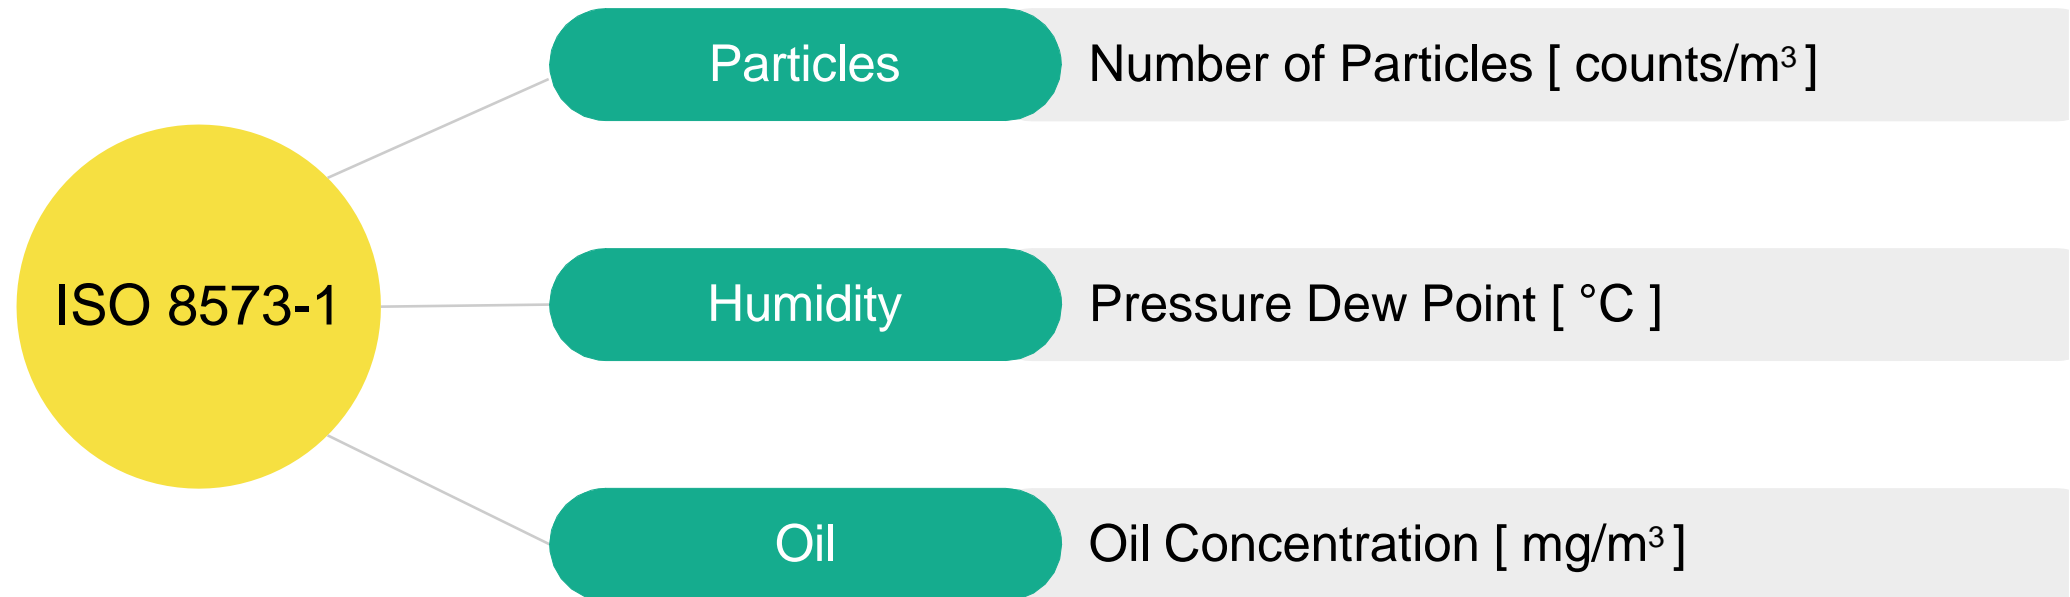 Particles
Number of Particles [ counts/m³ ]
ISO 8573-1
Humidity
Pressure Dew Point [ °C ]
Oil
Oil Concentration [ mg/m³ ]